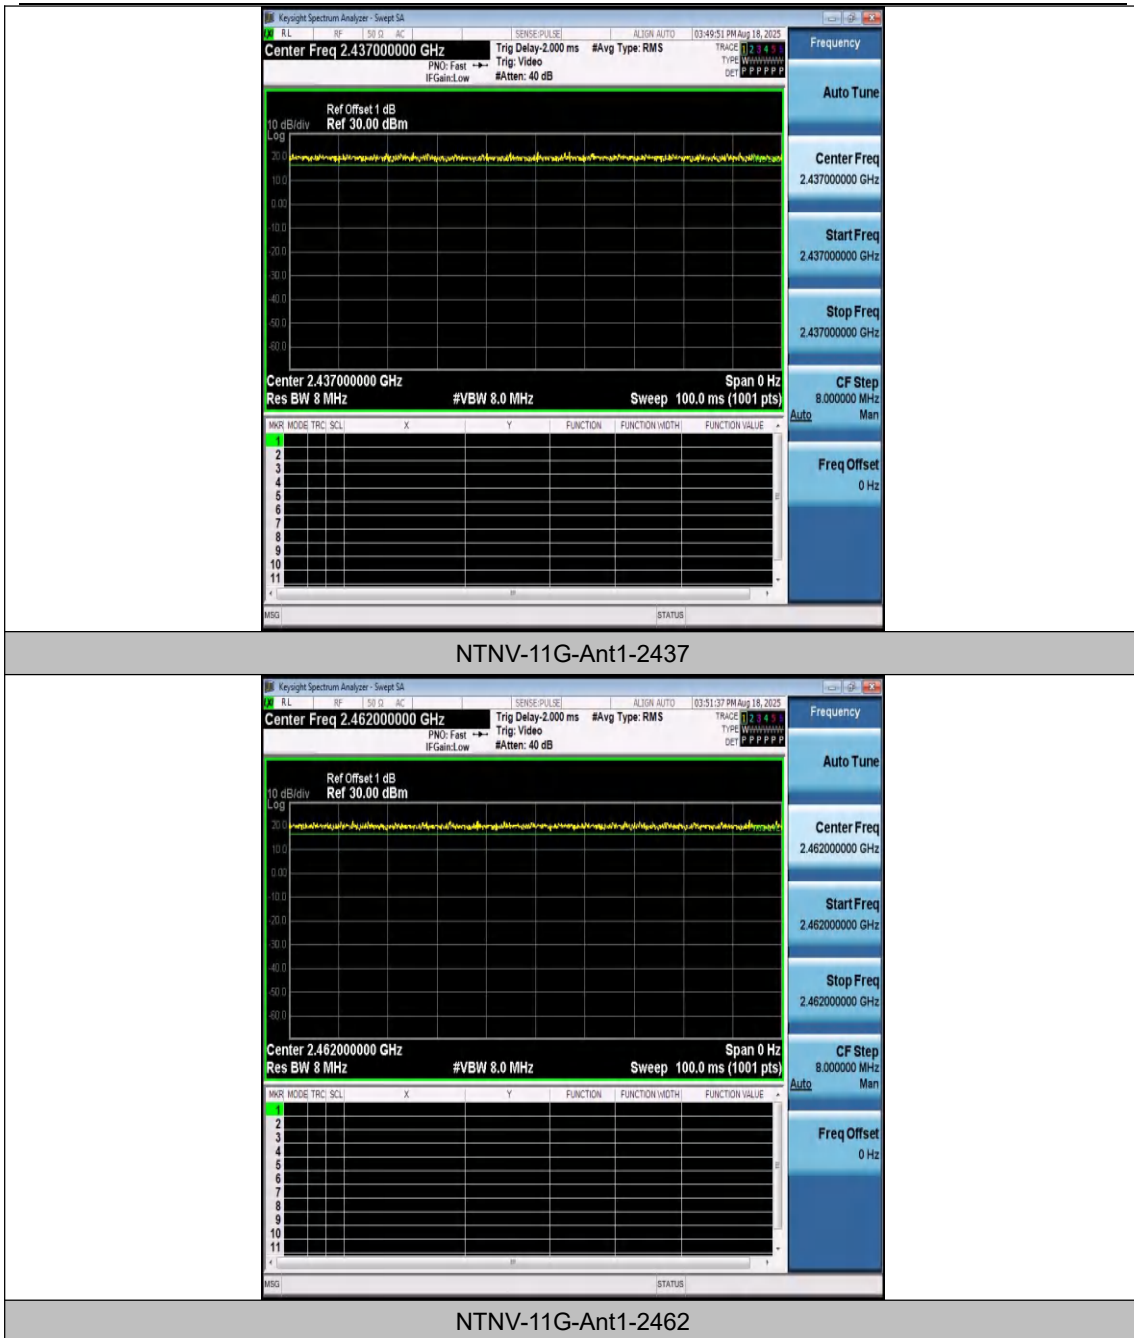 Keysight Spectrum Analyzer - Swept SA
RL RF 50 Ω AC SENSE:PULSE ALIGN AUTO 03:49:51 PM Aug 18, 2025
Center Freq 2.437000000 GHz Trig Delay-2.000 ms #Avg Type: RMS TRACE 1 2 3 4 5 6 Frequency
PNO: Fast Trig: Video TYPE WWWWWW
IFGain:Low #Atten: 40 dB DET P P P P P P
Auto Tune
Ref Offset 1 dB
10 dB/div Ref 30.00 dBm
Log
20.0
10.0
0.00
-10.0
-20.0
-30.0
-40.0
-50.0
-60.0
Center 2.437000000 GHz Span 0 Hz
Res BW 8 MHz #VBW 8.0 MHz Sweep 100.0 ms (1001 pts)
Center Freq
2.437000000 GHz
Start Freq
2.437000000 GHz
Stop Freq
2.437000000 GHz
CF Step
8.000000 MHz
Auto Man
Freq Offset
0 Hz
MKR MODE TRC SCL X Y FUNCTION FUNCTION WIDTH FUNCTION VALUE
1
2
3
4
5
6
7
8
9
10
11
MSG STATUS
NTNV-11G-Ant1-2437
Keysight Spectrum Analyzer - Swept SA
RL RF 50 Ω AC SENSE:PULSE ALIGN AUTO 03:51:37 PM Aug 18, 2025
Center Freq 2.462000000 GHz Trig Delay-2.000 ms #Avg Type: RMS TRACE 1 2 3 4 5 6 Frequency
PNO: Fast Trig: Video TYPE WWWWWW
IFGain:Low #Atten: 40 dB DET P P P P P P
Auto Tune
Ref Offset 1 dB
10 dB/div Ref 30.00 dBm
Log
20.0
10.0
0.00
-10.0
-20.0
-30.0
-40.0
-50.0
-60.0
Center 2.462000000 GHz Span 0 Hz
Res BW 8 MHz #VBW 8.0 MHz Sweep 100.0 ms (1001 pts)
Center Freq
2.462000000 GHz
Start Freq
2.462000000 GHz
Stop Freq
2.462000000 GHz
CF Step
8.000000 MHz
Auto Man
Freq Offset
0 Hz
MKR MODE TRC SCL X Y FUNCTION FUNCTION WIDTH FUNCTION VALUE
1
2
3
4
5
6
7
8
9
10
11
MSG STATUS
NTNV-11G-Ant1-2462